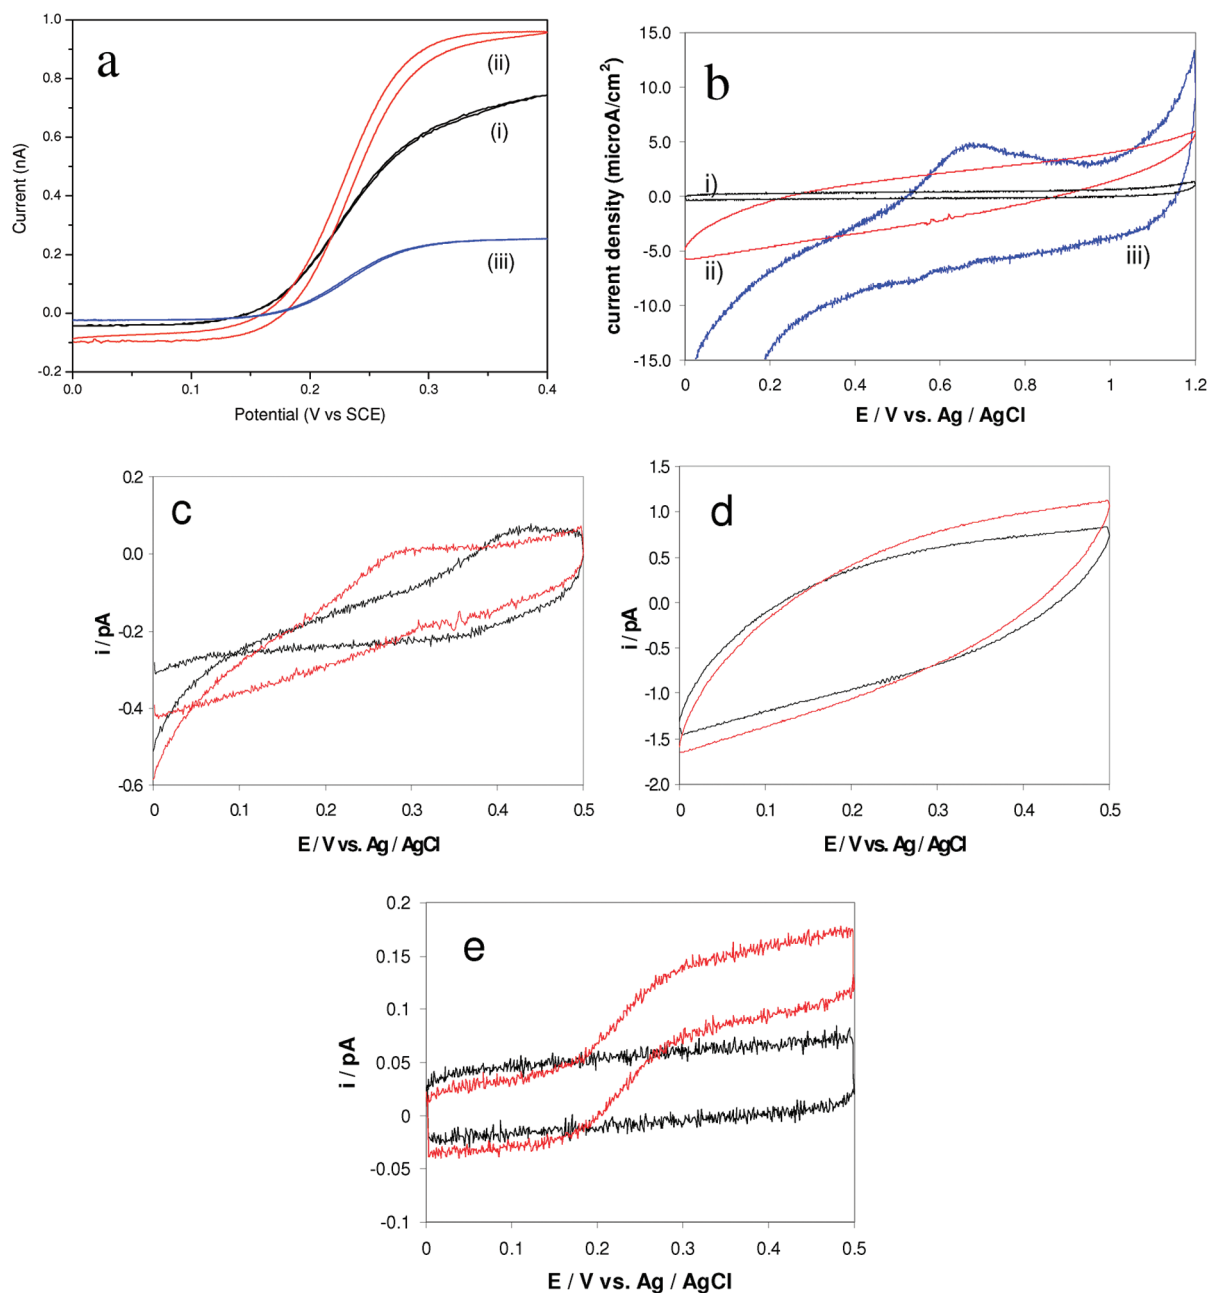 a
1.0
0.8
0.6
0.4
0.2
0.0
-0.2
Current (nA)
(ii)
(i)
(iii)
0.0 0.1 0.2 0.3 0.4
Potential (V vs SCE)
b
15.0
10.0
5.0
0.0
-5.0
-10.0
-15.0
current density (microA/cm²)
i)
ii)
iii)
0 0.2 0.4 0.6 0.8 1 1.2
E / V vs. Ag / AgCl
c
0.2
0.0
-0.2
-0.4
-0.6
i / pA
0 0.1 0.2 0.3 0.4 0.5
E / V vs. Ag / AgCl
d
1.5
1.0
0.5
0.0
-0.5
-1.0
-1.5
-2.0
i / pA
0 0.1 0.2 0.3 0.4 0.5
E / V vs. Ag / AgCl
e
0.2
0.15
0.1
0.05
0
-0.05
-0.1
i / pA
0 0.1 0.2 0.3 0.4 0.5
E / V vs. Ag / AgCl